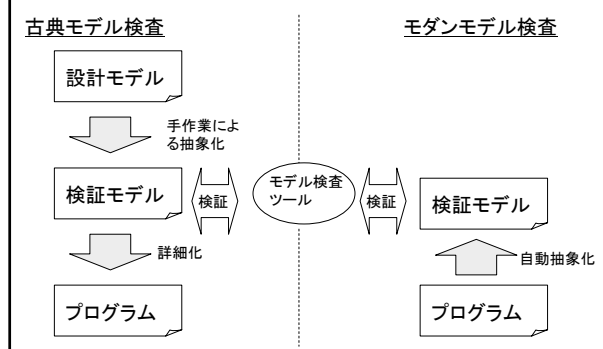 古典モデル検査
モダンモデル検査
設計モデル
手作業によ
る抽象化
検証モデル
検証
モデル検査
ツール
検証
検証モデル
詳細化
自動抽象化
プログラム
プログラム